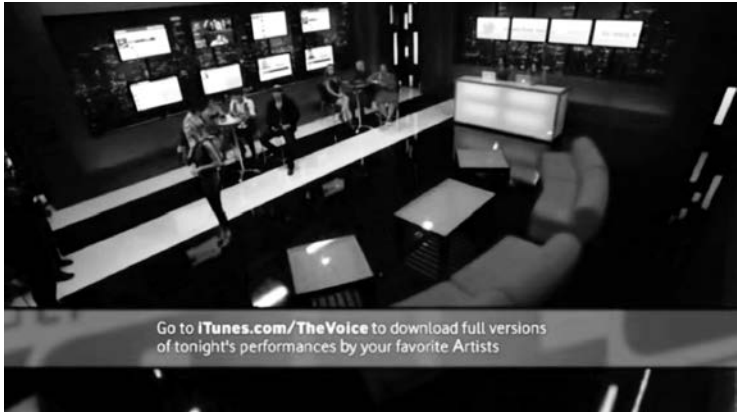 Go to iTunes.com/TheVoice to download full versions
of tonight's performances by your favorite Artists